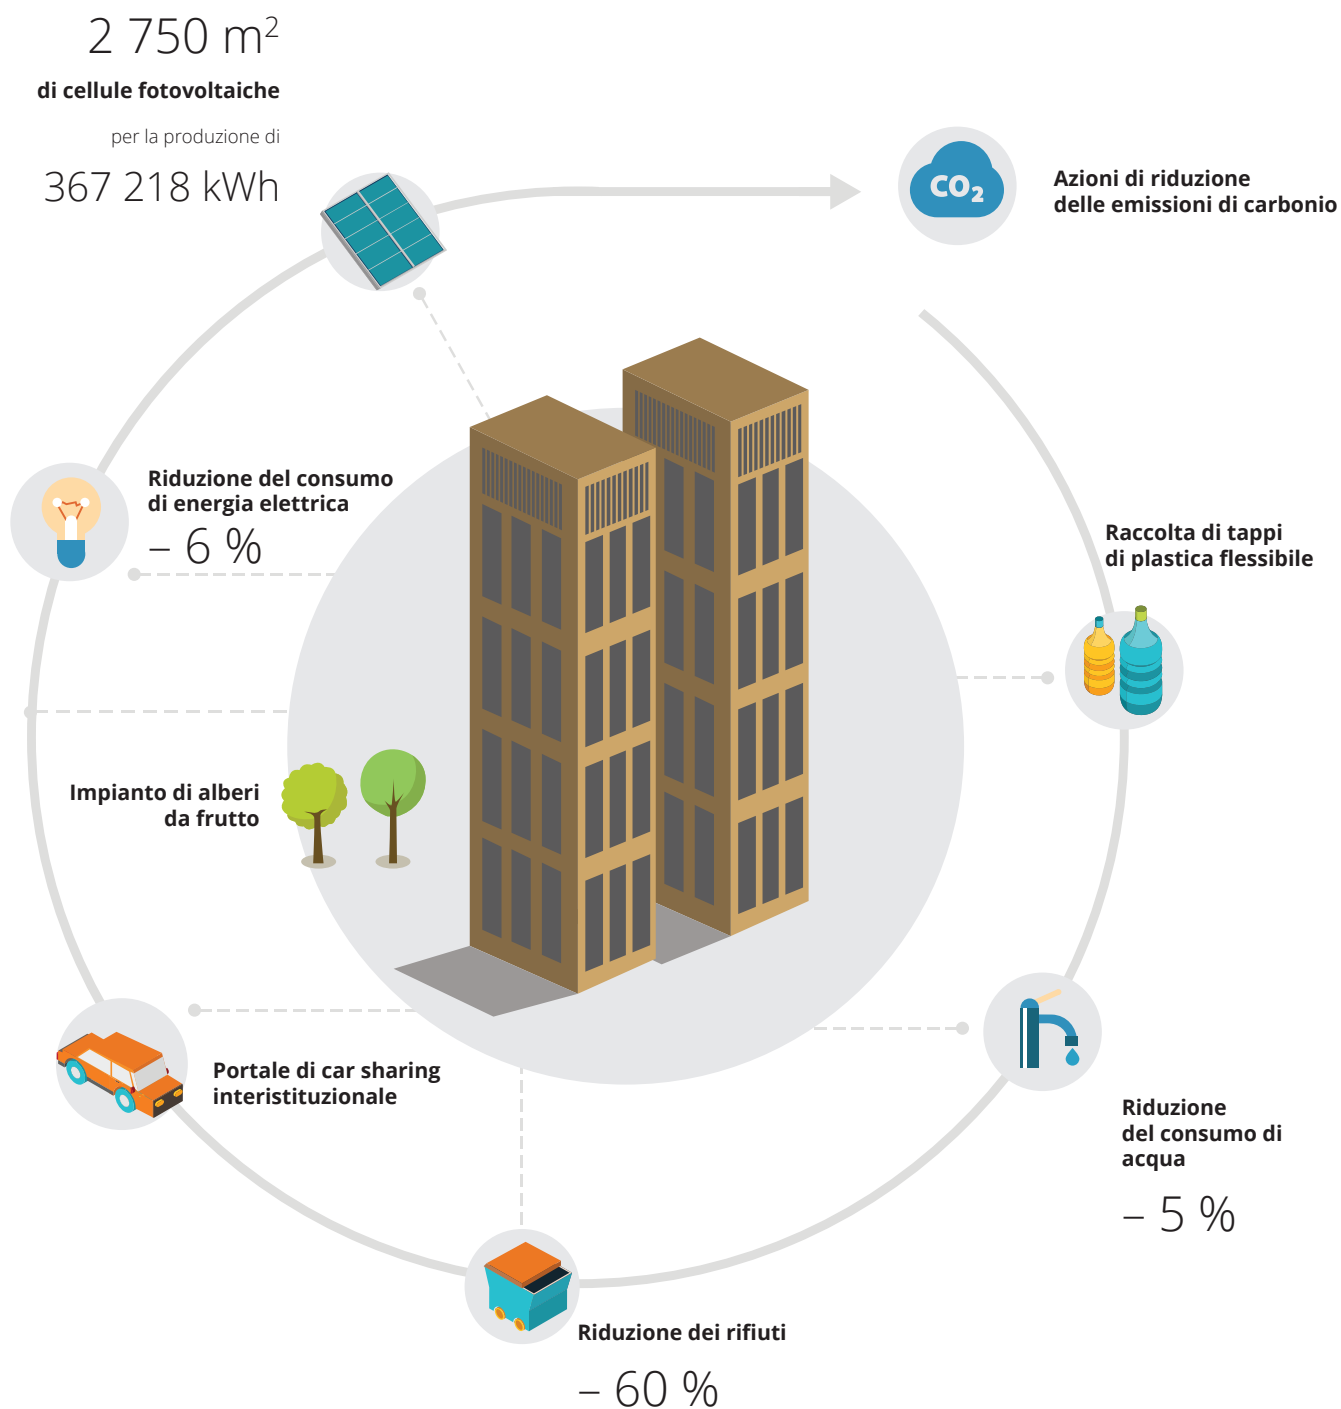 2 750 m²
di cellule fotovoltaiche
per la produzione di
367 218 kWh
CO₂
Azioni di riduzione
delle emissioni di carbonio
Riduzione del consumo
di energia elettrica
– 6 %
Raccolta di tappi
di plastica flessibile
Impianto di alberi
da frutto
Portale di car sharing
interistituzionale
Riduzione
del consumo di
acqua
– 5 %
Riduzione dei rifiuti
– 60 %